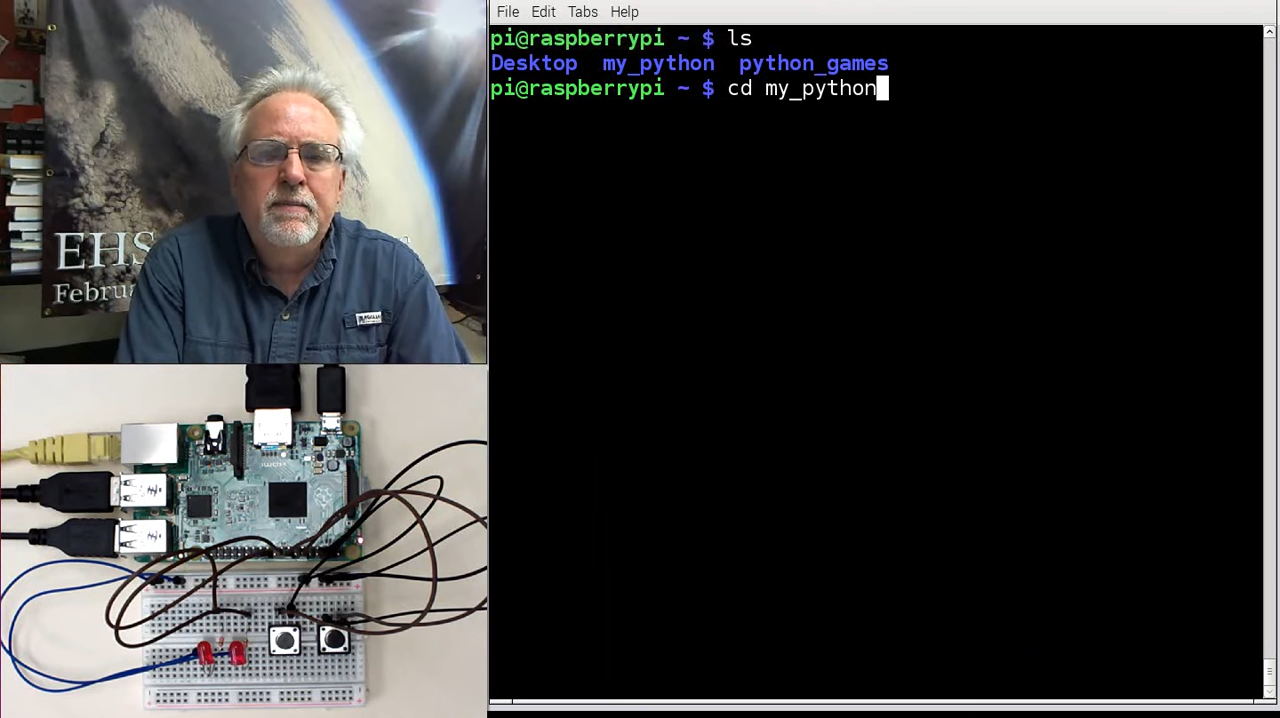 File Edit Tabs Help
pi@raspberrypi ~ $ ls
Desktop my_python python_games
pi@raspberrypi ~ $ cd my_python
EHS